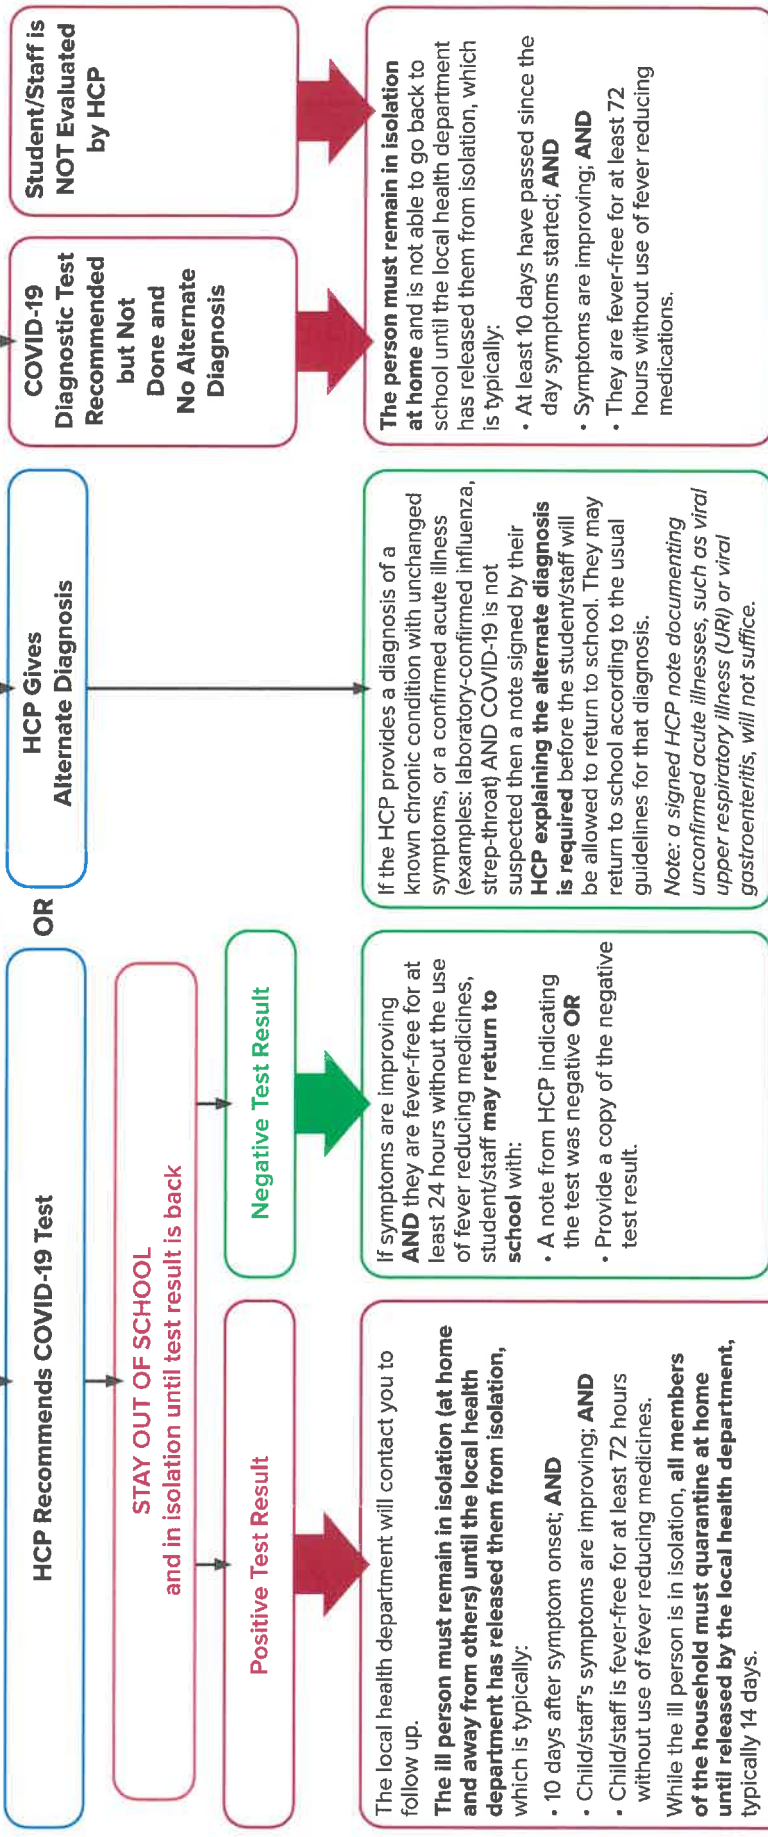 HCP Recommends COVID-19 Test
OR
HCP Gives
Alternate Diagnosis
COVID-19
Diagnostic Test
Recommended
but Not
Done and
No Alternate
Diagnosis
Student/Staff is
NOT Evaluated
by HCP
STAY OUT OF SCHOOL
and in isolation until test result is back
Positive Test Result
Negative Test Result
The local health department will contact you to
follow up.
The ill person must remain in isolation (at home
and away from others) until the local health
department has released them from isolation,
which is typically:
• 10 days after symptom onset; AND
• Child/staff's symptoms are improving; AND
• Child/staff is fever-free for at least 72 hours
without use of fever reducing medicines.
While the ill person is in isolation, all members
of the household must quarantine at home
until released by the local health department,
typically 14 days.
If symptoms are improving
AND they are fever-free for at
least 24 hours without the use
of fever reducing medicines,
student/staff may return to
school with:
• A note from HCP indicating
the test was negative OR
• Provide a copy of the negative
test result.
If the HCP provides a diagnosis of a
known chronic condition with unchanged
symptoms, or a confirmed acute illness
(examples: laboratory-confirmed influenza,
strep-throat) AND COVID-19 is not
suspected then a note signed by their
HCP explaining the alternate diagnosis
is required before the student/staff will
be allowed to return to school. They may
return to school according to the usual
guidelines for that diagnosis.
Note: a signed HCP note documenting
unconfirmed acute illnesses, such as viral
upper respiratory illness (URI) or viral
gastroenteritis, will not suffice.
The person must remain in isolation
at home and is not able to go back to
school until the local health department
has released them from isolation, which
is typically:
• At least 10 days have passed since the
day symptoms started; AND
• Symptoms are improving; AND
• They are fever-free for at least 72
hours without use of fever reducing
medications.